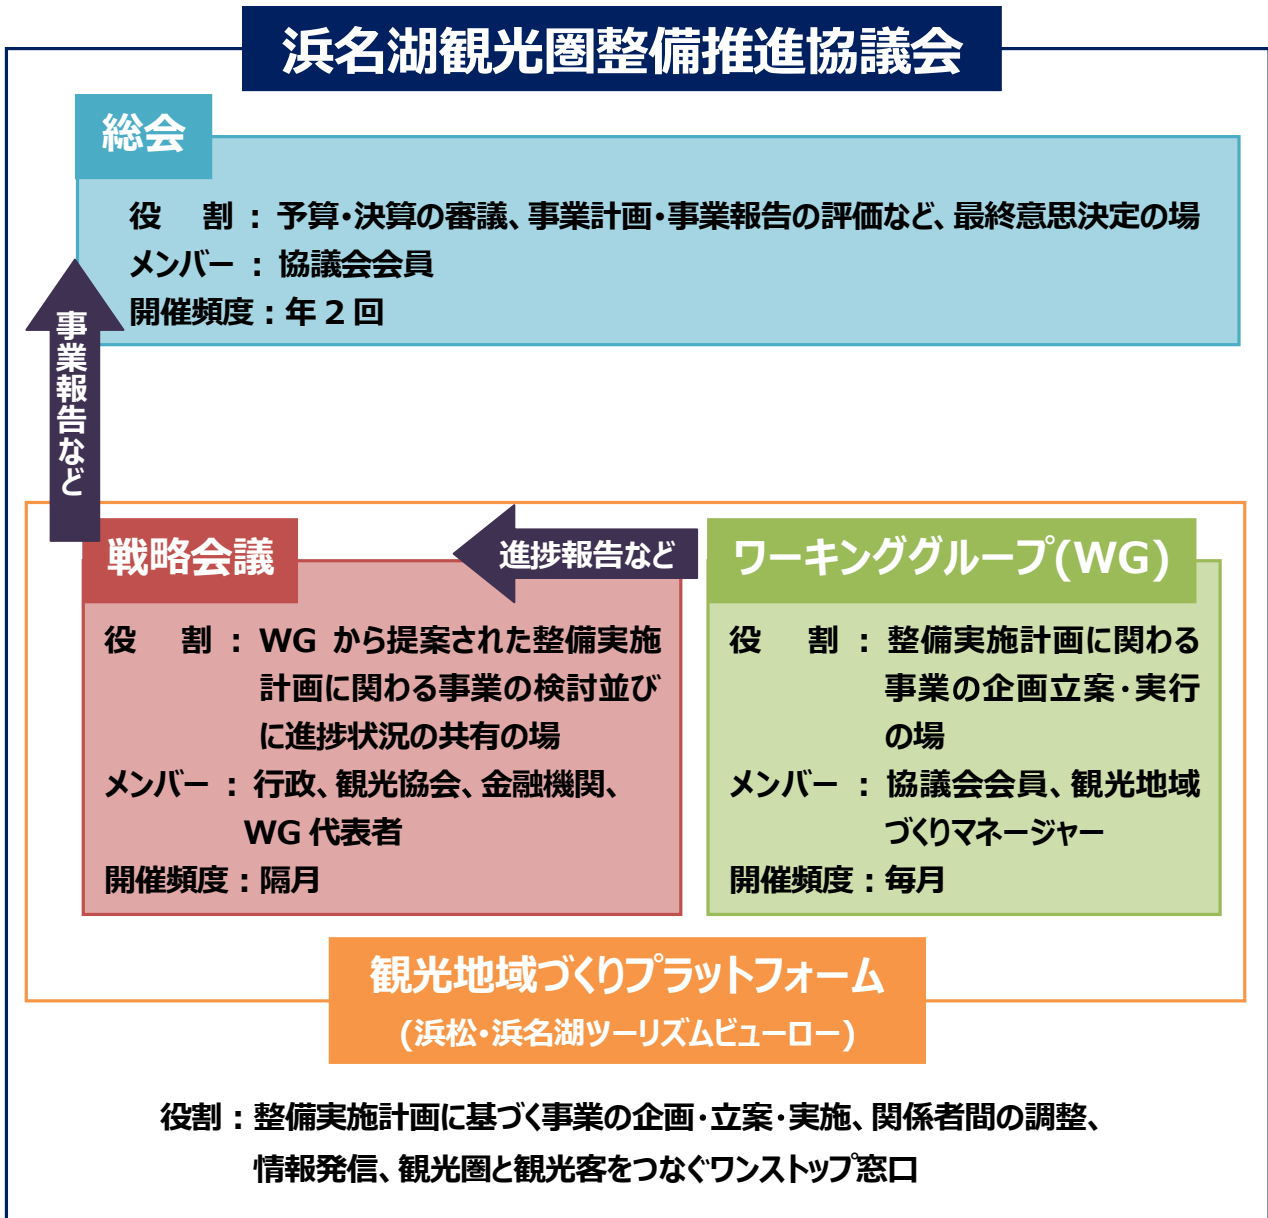 浜名湖観光圏整備推進協議会
総会
役　割：予算・決算の審議、事業計画・事業報告の評価など、最終意思決定の場
メンバー：協議会会員
開催頻度：年２回
事業報告など
戦略会議
役　割：WG から提案された整備実施
計画に関わる事業の検討並び
に進捗状況の共有の場
メンバー：行政、観光協会、金融機関、
WG 代表者
開催頻度：隔月
進捗報告など
ワーキンググループ(WG)
役　割：整備実施計画に関わる
事業の企画立案・実行
の場
メンバー：協議会会員、観光地域
づくりマネージャー
開催頻度：毎月
観光地域づくりプラットフォーム
(浜松・浜名湖ツーリズムビューロー)
役割：整備実施計画に基づく事業の企画・立案・実施、関係者間の調整、
情報発信、観光圏と観光客をつなぐワンストップ窓口